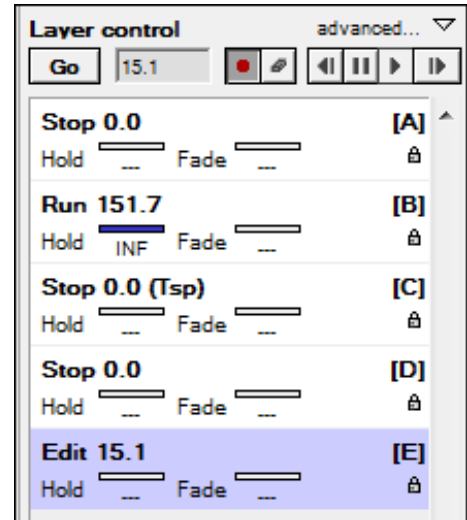 Layer control advanced...
Go 15.1
Stop 0.0 [A]
Hold --- Fade ---
Run 151.7 [B]
Hold INF Fade ---
Stop 0.0 (Tsp) [C]
Hold --- Fade ---
Stop 0.0 [D]
Hold --- Fade ---
Edit 15.1 [E]
Hold --- Fade ---